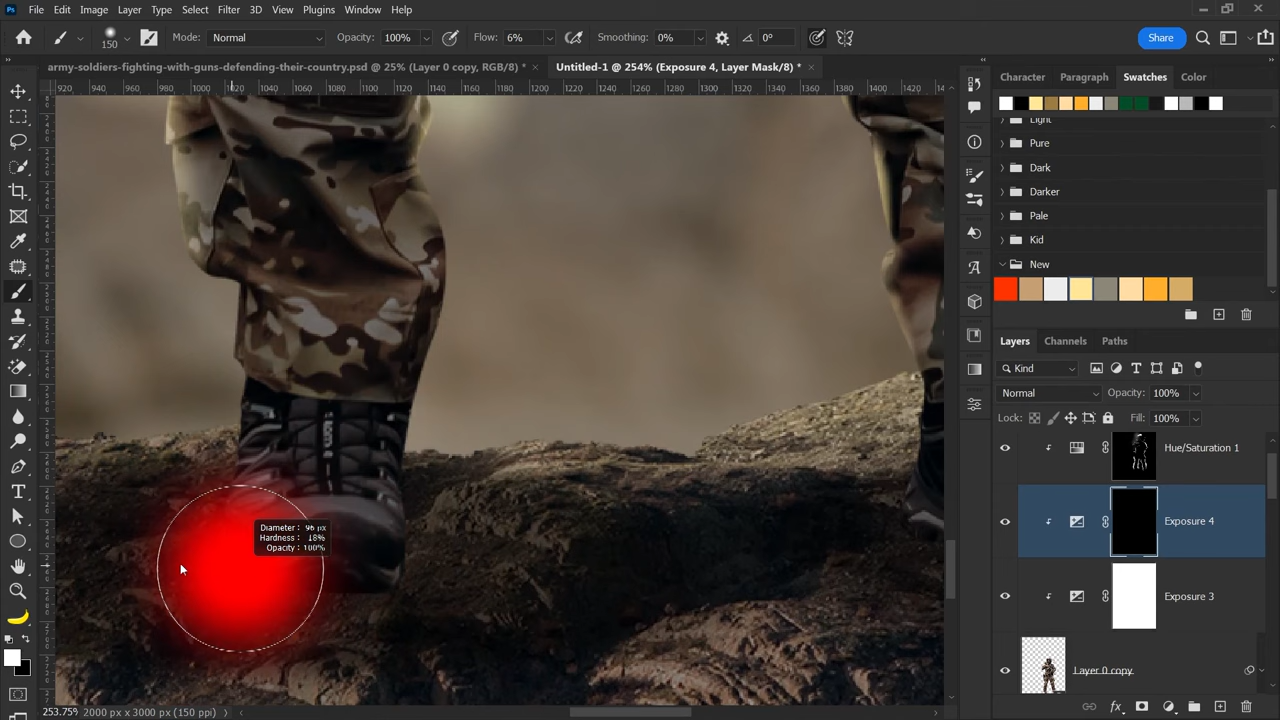 File Edit Image Layer Type Select Filter 3D View Plugins Window Help
150 Mode: Normal Opacity: 100% Flow: 6% Smoothing: 0% 0° Share
army-soldiers-fighting-with-guns-defending-their-country.psd @ 25% (Layer 0 copy, RGB/8) * Untitled-1 @ 254% (Exposure 4, Layer Mask/8) *
Character Paragraph Swatches Color
920 940 960 980 1000 1020 1040 1060 1080 1100 1120 1140 1160 1180 1200 1220 1240 1260 1280 1300 1320 1340 1360 1380 1400 1420
Light
Pure
Dark
Darker
Pale
Kid
New
Layers Channels Paths
Kind
Normal Opacity: 100%
Lock: Fill: 100%
Hue/Saturation 1
Exposure 4
Exposure 3
Layer 0 copy
Diameter: 96 px
Hardness: 18%
Opacity: 100%
253.75% 2000 px x 3000 px (150 ppi)